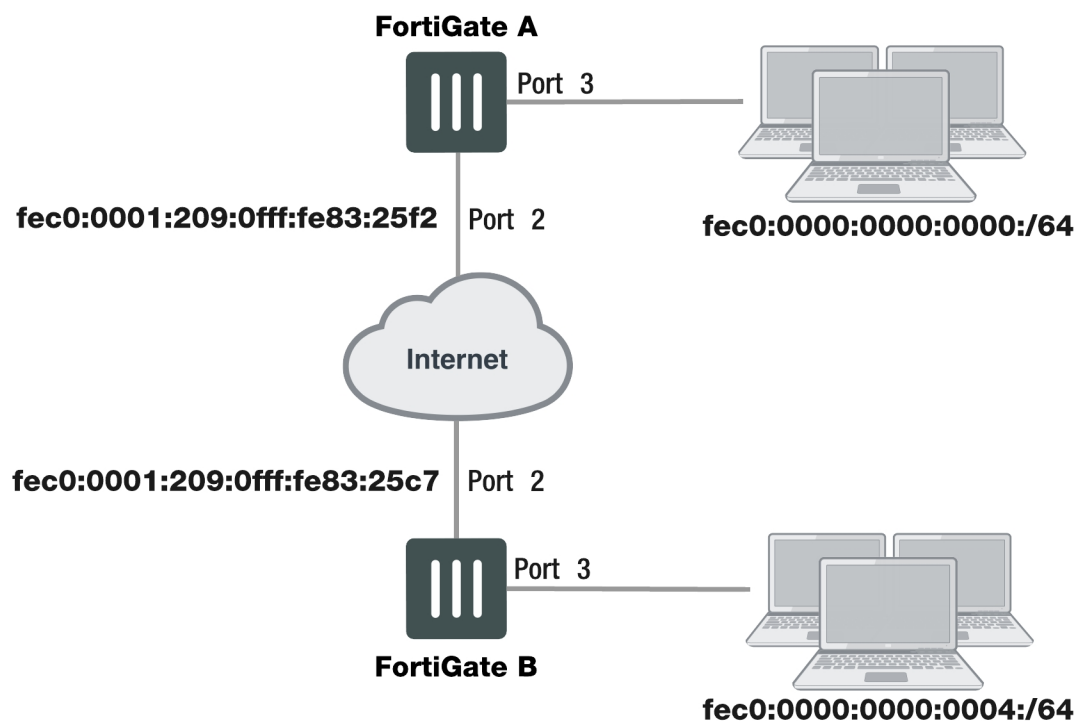 FortiGate A
Port 3
fec0:0001:209:0fff:fe83:25f2
Port 2
fec0:0000:0000:0000:/64
Internet
fec0:0001:209:0fff:fe83:25c7
Port 2
Port 3
FortiGate B
fec0:0000:0000:0004:/64